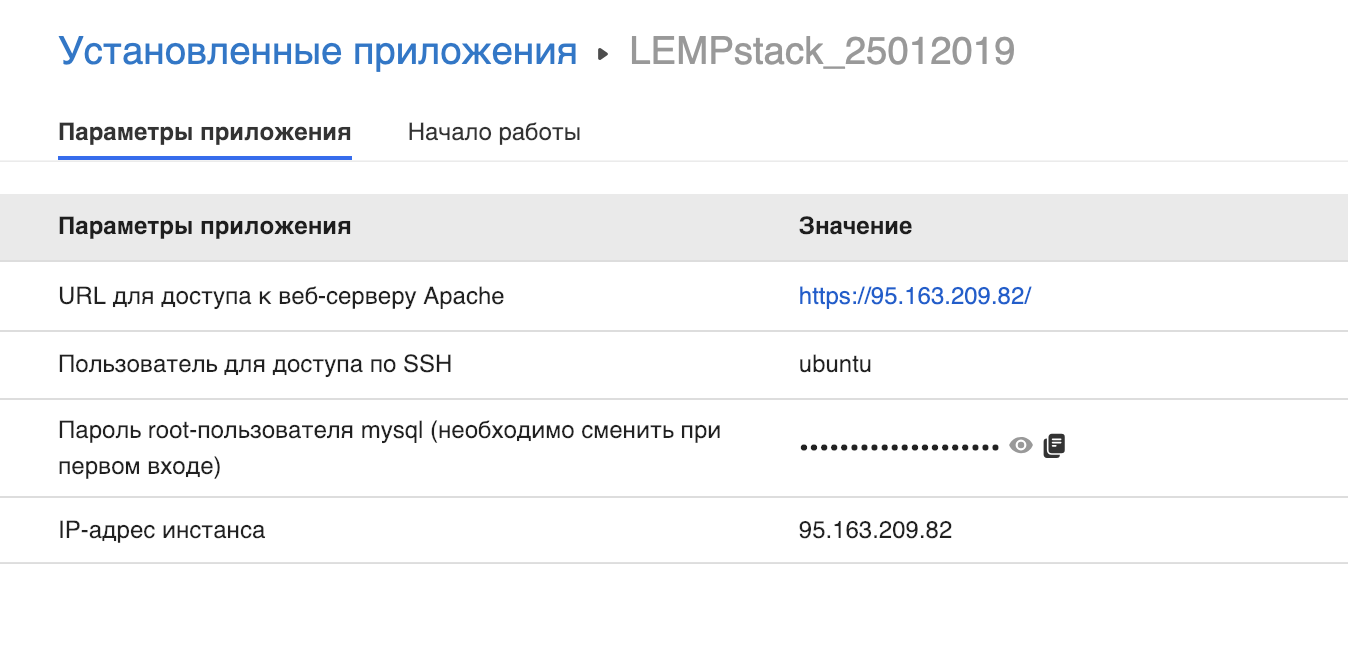 Установленные приложения ▸ LEMPstack_25012019
Параметры приложения Начало работы
Параметры приложения Значение
URL для доступа к веб-серверу Apache https://95.163.209.82/
Пользователь для доступа по SSH ubuntu
Пароль root-пользователя mysql (необходимо сменить при
первом входе) ••••••••••••••••••••
IP-адрес инстанса 95.163.209.82